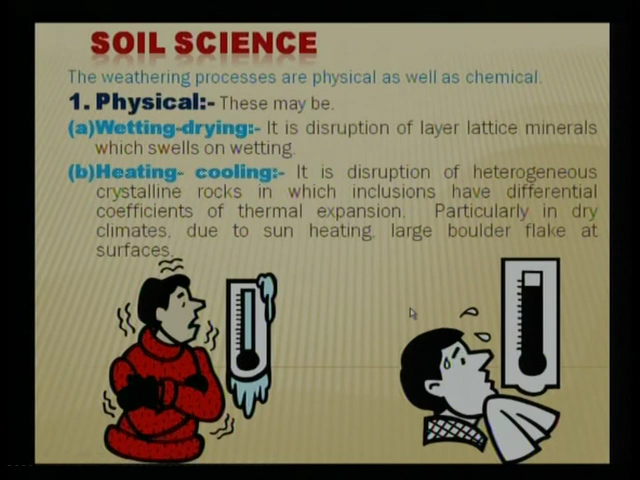 SOIL SCIENCE
The weathering processes are physical as well as chemical.
1. Physical:- These may be.
(a)Wetting-drying:- It is disruption of layer lattice minerals
which swells on wetting.
(b)Heating- cooling:- It is disruption of heterogeneous
crystalline rocks in which inclusions have differential
coefficients of thermal expansion. Particularly in dry
climates, due to sun heating, large boulder flake at
surfaces.